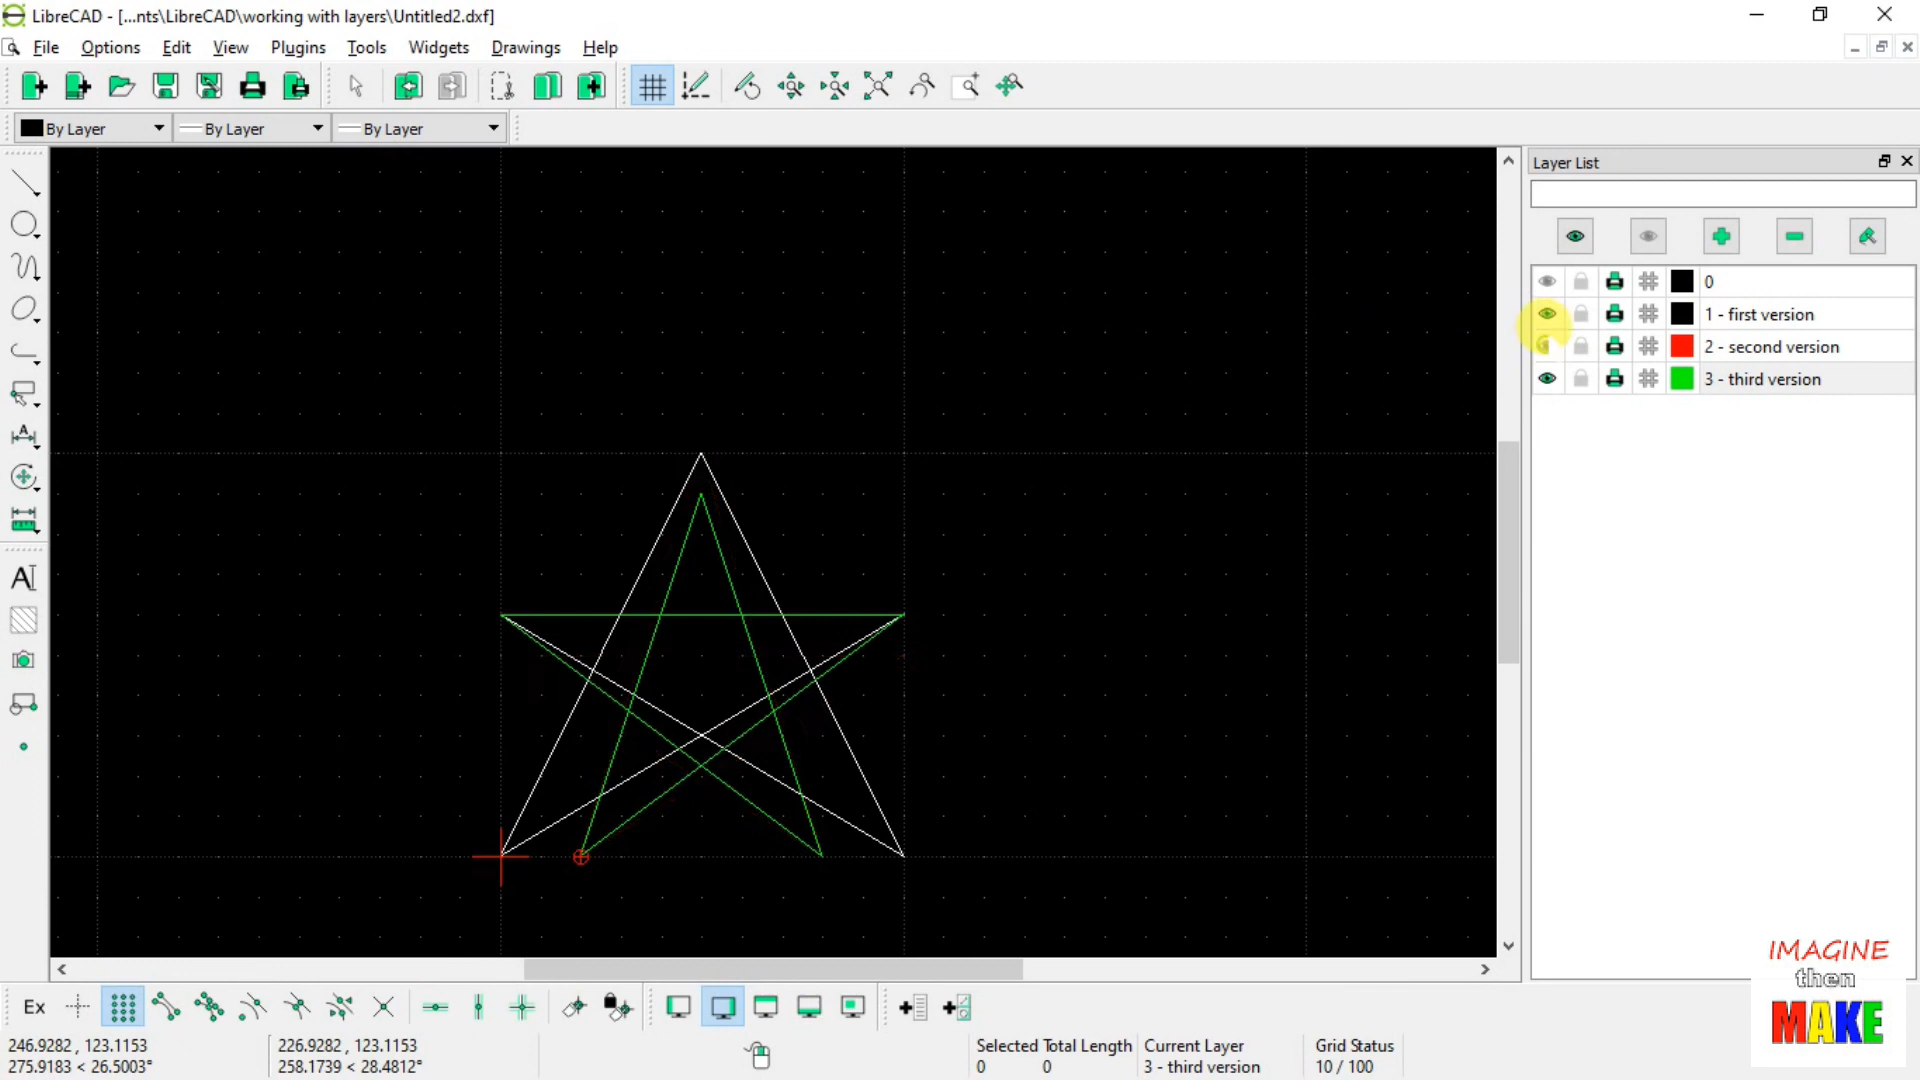 LibreCAD - [...nts\LibreCAD\working with layers\Untitled2.dxf]
File Options Edit View Plugins Tools Widgets Drawings Help
By Layer By Layer By Layer
Layer List
0
1 - first version
2 - second version
3 - third version
A
A
IMAGINE
then
MAKE
Ex
246.9282 , 123.1153 226.9282 , 123.1153 Selected Total Length Current Layer Grid Status
275.9183 < 26.5003° 258.1739 < 28.4812° 0 0 3 - third version 10 / 100